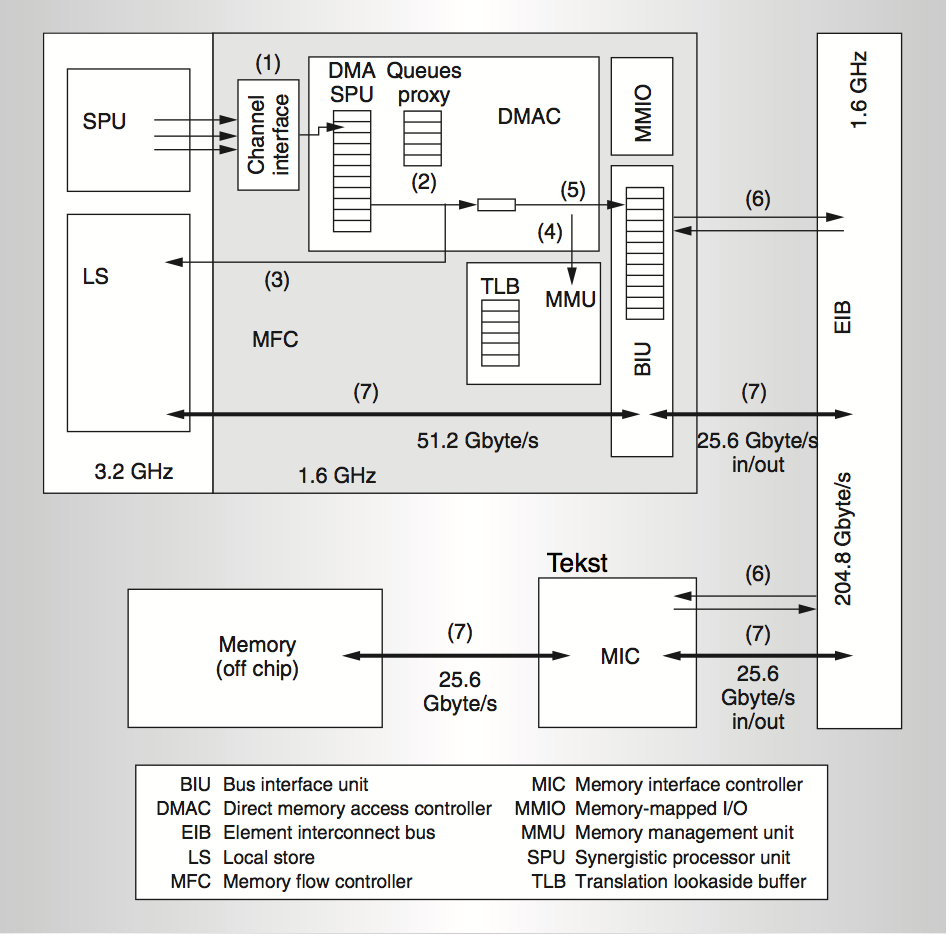 (1)
DMA
SPU
Queues
proxy
SPU
Channel
interface
DMAC
MMIO
1.6 GHz
(2)
(5)
(6)
(4)
LS
(3)
TLB
MMU
MFC
BIU
EIB
(7)
(7)
51.2 Gbyte/s
25.6 Gbyte/s
in/out
3.2 GHz
1.6 GHz
204.8 Gbyte/s
Tekst
(6)
Memory
(off chip)
(7)
25.6
Gbyte/s
MIC
(7)
25.6
Gbyte/s
in/out
BIU Bus interface unit
DMAC Direct memory access controller
EIB Element interconnect bus
LS Local store
MFC Memory flow controller
MIC Memory interface controller
MMIO Memory-mapped I/O
MMU Memory management unit
SPU Synergistic processor unit
TLB Translation lookaside buffer